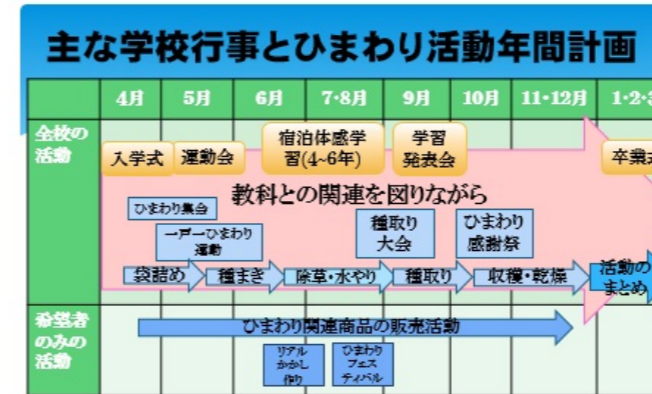 主な学校行事とひまわり活動年間計画
4月 5月 6月 7・8月 9月 10月 11・12月 1・2・3
全校の
活動
入学式 運動会
宿泊体感学
習(4~6年)
学習
発表会
卒業式
教科との関連を図りながら
ひまわり集会
一戸一ひまわり
運動
種取り
大会
ひまわり
感謝祭
袋詰め 種まき 除草・水やり 種取り 収穫・乾燥
活動の
まとめ
希望者
のみの
活動
ひまわり関連商品の販売活動
リアル
かかし
作り
ひまわり
フェス
ティバル